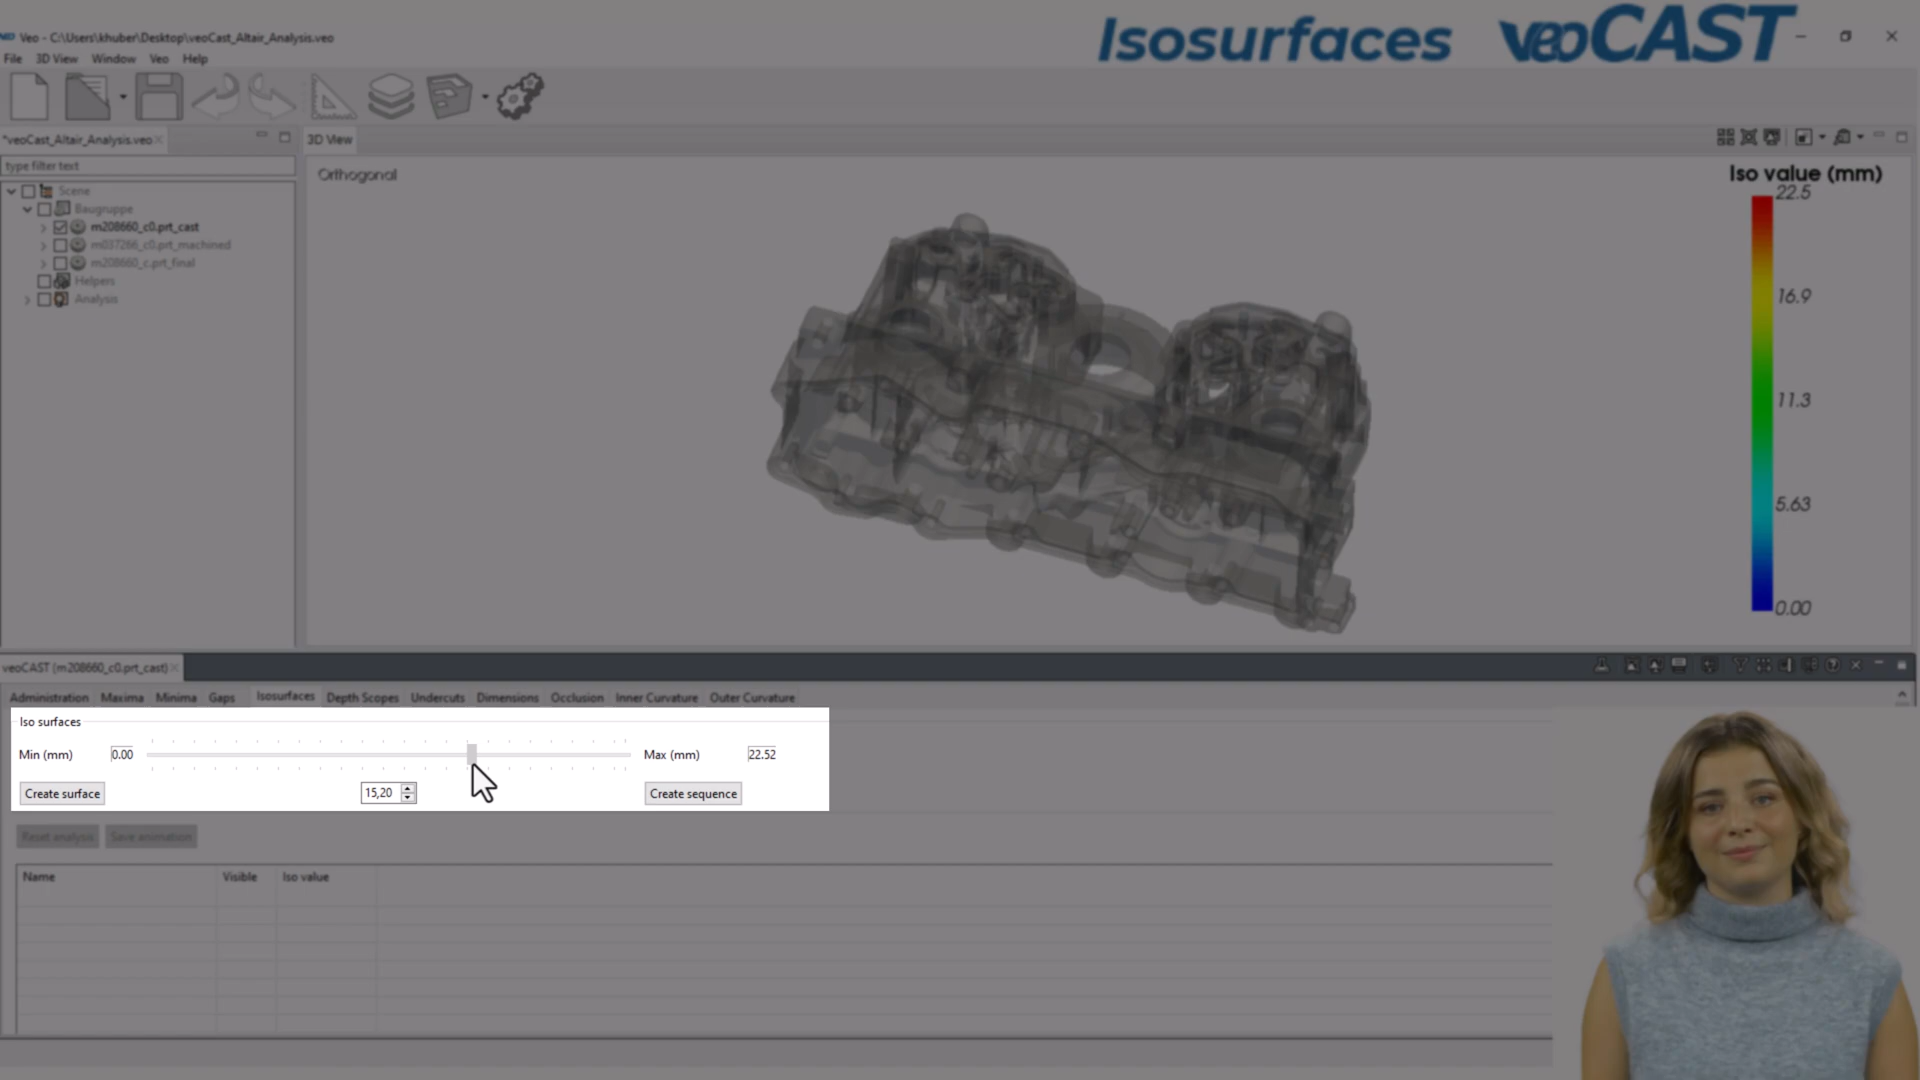 Isosurfaces veoCAST
Veo - C:\Users\khuber\Desktop\veoCast_Altair_Analysis.veo
File 3D View Window Veo Help
*veoCast_Altair_Analysis.veo
3D View
type filter text
Orthogonal
Iso value (mm)
22.5
16.9
11.3
5.63
0.00
Scene
Baugruppe
m208660_c0.prt_cast
m037266_c0.prt_machined
m208660_c.prt_final
Helpers
Analysis
veoCAST (m208660_c0.prt_cast)
Administration Maxima Minima Gaps Isosurfaces Depth Scopes Undercuts Dimensions Occlusion Inner Curvature Outer Curvature
Iso surfaces
Min (mm) 0.00 Max (mm) 22.52
Create surface 15,20 Create sequence
Reset analysis Save animation
Name Visible Iso value